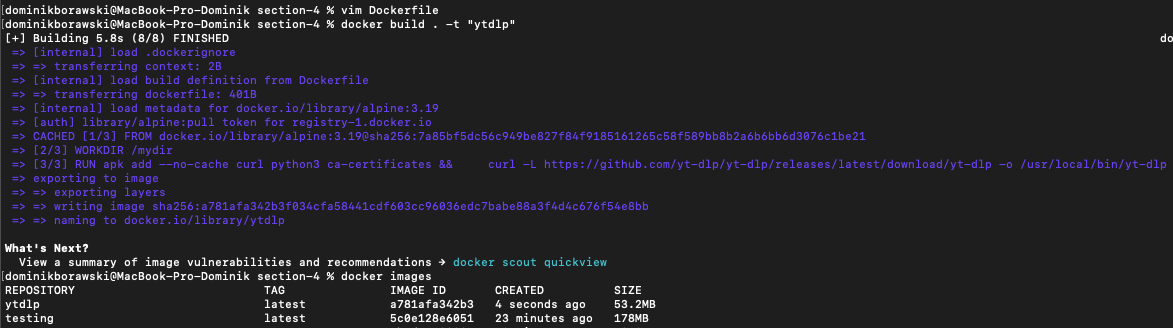 [dominikborawski@MacBook-Pro-Dominik section-4 % vim Dockerfile
[dominikborawski@MacBook-Pro-Dominik section-4 % docker build . -t "ytdlp"
[+] Building 5.8s (8/8) FINISHED do
=> [internal] load .dockerignore
=> => transferring context: 2B
=> [internal] load build definition from Dockerfile
=> => transferring dockerfile: 401B
=> [internal] load metadata for docker.io/library/alpine:3.19
=> [auth] library/alpine:pull token for registry-1.docker.io
=> CACHED [1/3] FROM docker.io/library/alpine:3.19@sha256:7a85bf5dc56c949be827f84f9185161265c58f589bb8b2a6b6bb6d3076c1be21
=> [2/3] WORKDIR /mydir
=> [3/3] RUN apk add --no-cache curl python3 ca-certificates && curl -L https://github.com/yt-dlp/yt-dlp/releases/latest/download/yt-dlp -o /usr/local/bin/yt-dlp
=> exporting to image
=> => exporting layers
=> => writing image sha256:a781afa342b3f034cfa58441cdf603cc96036edc7babe88a3f4d4c676f54e8bb
=> => naming to docker.io/library/ytdlp
What's Next?
View a summary of image vulnerabilities and recommendations → docker scout quickview
[dominikborawski@MacBook-Pro-Dominik section-4 % docker images
REPOSITORY TAG IMAGE ID CREATED SIZE
ytdlp latest a781afa342b3 4 seconds ago 53.2MB
testing latest 5c0e128e6051 23 minutes ago 178MB